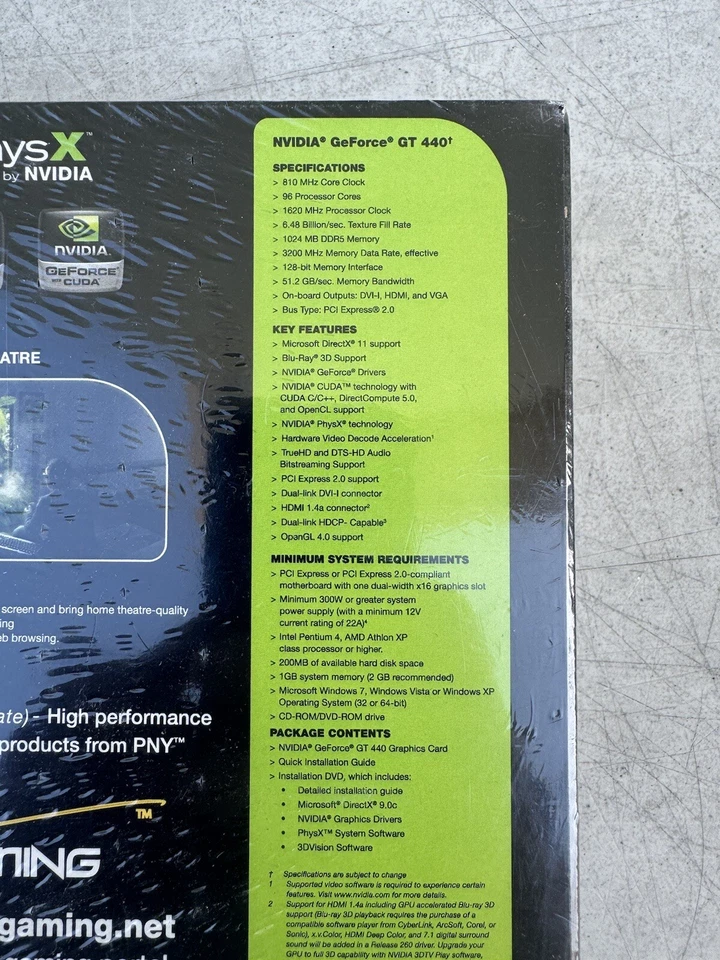 ysX™
by NVIDIA
NVIDIA.
GEFORCE
WITH CUDA
ATRE
screen and bring home theatre-quality
ing
eb browsing.
ate) - High performance
products from PNY™
TM
gaming.net
NVIDIA® GeForce® GT 440†
SPECIFICATIONS
> 810 MHz Core Clock
> 96 Processor Cores
> 1620 MHz Processor Clock
> 6.48 Billion/sec. Texture Fill Rate
> 1024 MB DDR5 Memory
> 3200 MHz Memory Data Rate, effective
> 128-bit Memory Interface
> 51.2 GB/sec. Memory Bandwidth
> On-board Outputs: DVI-I, HDMI, and VGA
> Bus Type: PCI Express® 2.0
KEY FEATURES
> Microsoft DirectX® 11 support
> Blu-Ray® 3D Support
> NVIDIA® GeForce® Drivers
> NVIDIA® CUDA™ technology with
CUDA C/C++, DirectCompute 5.0,
and OpenCL support
> NVIDIA® PhysX® technology
> Hardware Video Decode Acceleration¹
> TrueHD and DTS-HD Audio
Bitstreaming Support
> PCI Express 2.0 support
> Dual-link DVI-I connector
> HDMI 1.4a connector²
> Dual-link HDCP- Capable³
> OpenGL 4.0 support
MINIMUM SYSTEM REQUIREMENTS
> PCI Express or PCI Express 2.0-compliant
motherboard with one dual-width x16 graphics slot
> Minimum 300W or greater system
power supply (with a minimum 12V
current rating of 22A)⁴
> Intel Pentium 4, AMD Athlon XP
class processor or higher.
> 200MB of available hard disk space
> 1GB system memory (2 GB recommended)
> Microsoft Windows 7, Windows Vista or Windows XP
Operating System (32 or 64-bit)
> CD-ROM/DVD-ROM drive
PACKAGE CONTENTS
> NVIDIA® GeForce® GT 440 Graphics Card
> Quick Installation Guide
> Installation DVD, which includes:
• Detailed installation guide
• Microsoft® DirectX® 9.0c
• NVIDIA® Graphics Drivers
• PhysX™ System Software
• 3DVision Software
† Specifications are subject to change
1 Supported video software is required to experience certain
features. Visit www.nvidia.com for more details.
2 Support for HDMI 1.4a including GPU accelerated Blu-ray 3D
support (Blu-ray 3D playback requires the purchase of a
compatible software player from CyberLink, ArcSoft, Corel, or
Sonic), x.v.Color, HDMI Deep Color, and 7.1 digital surround
sound will be added in a Release 260 driver. Upgrade your
GPU to full 3D capability with NVIDIA 3DTV Play software,